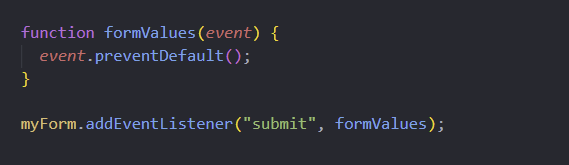 function formValues(event) {
  event.preventDefault();
}
myForm.addEventListener("submit", formValues);